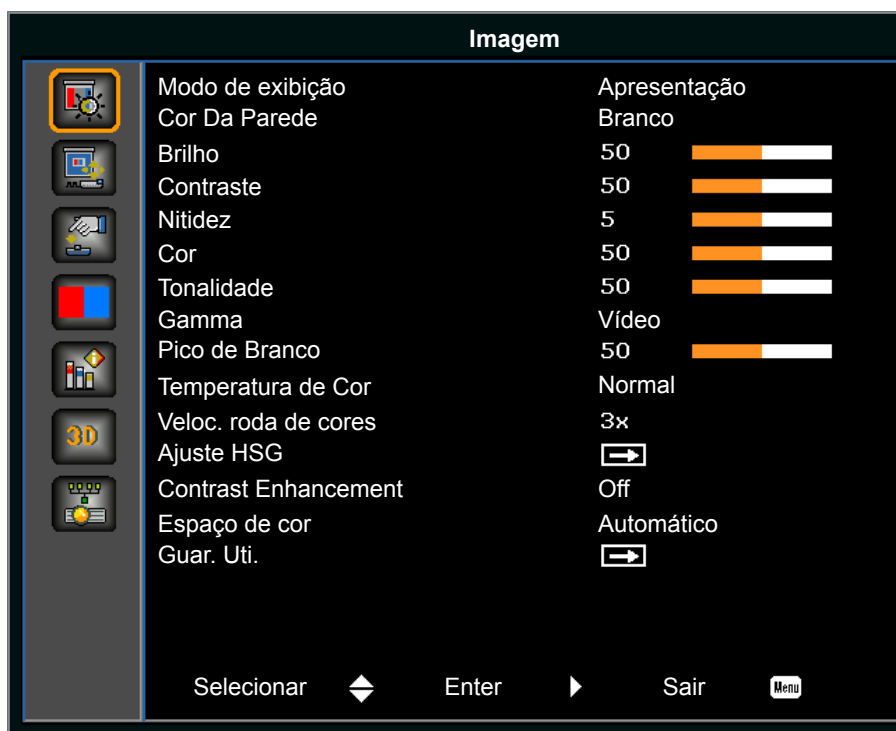 Imagem
Modo de exibição Apresentação
Cor Da Parede Branco
Brilho 50
Contraste 50
Nitidez 5
Cor 50
Tonalidade 50
Gamma Vídeo
Pico de Branco 50
Temperatura de Cor Normal
Veloc. roda de cores 3x
3D
Ajuste HSG
Contrast Enhancement Off
Espaço de cor Automático
Guar. Uti.
Selecionar Enter Sair Menu